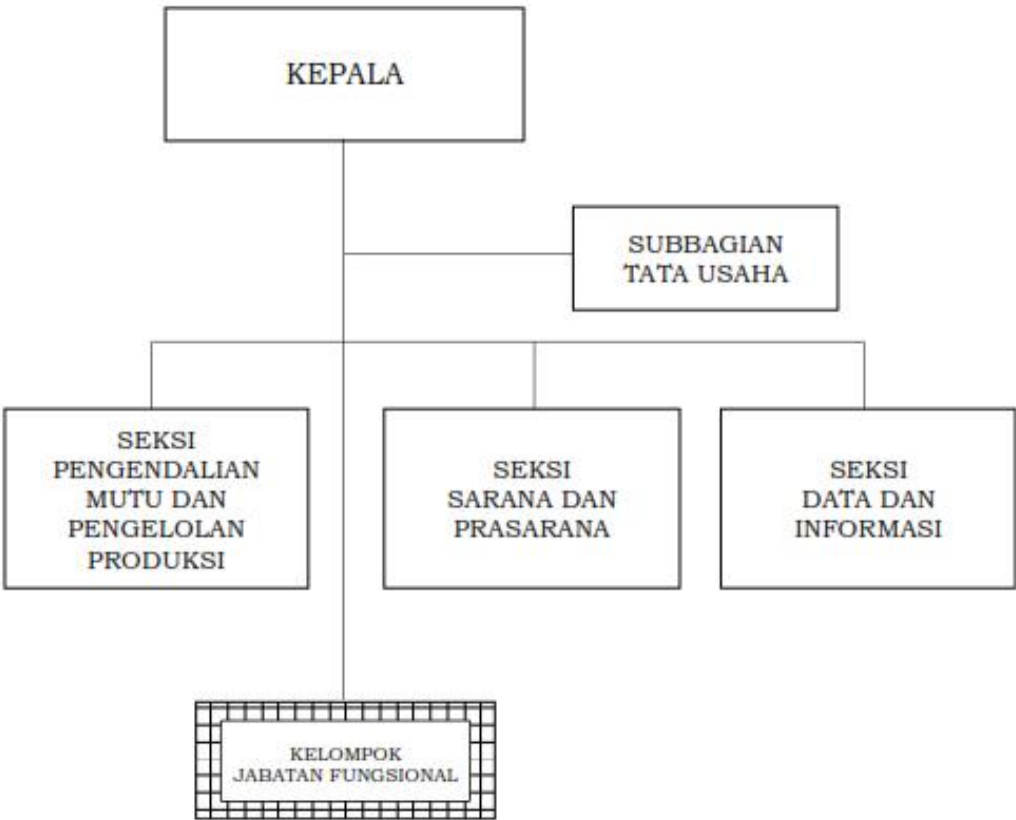 KEPALA
SUBBAGIAN
TATA USAHA
SEKSI
PENGENDALIAN
MUTU DAN
PENGELOLAN
PRODUKSI
SEKSI
SARANA DAN
PRASARANA
SEKSI
DATA DAN
INFORMASI
KELOMPOK
JABATAN FUNGSIONAL